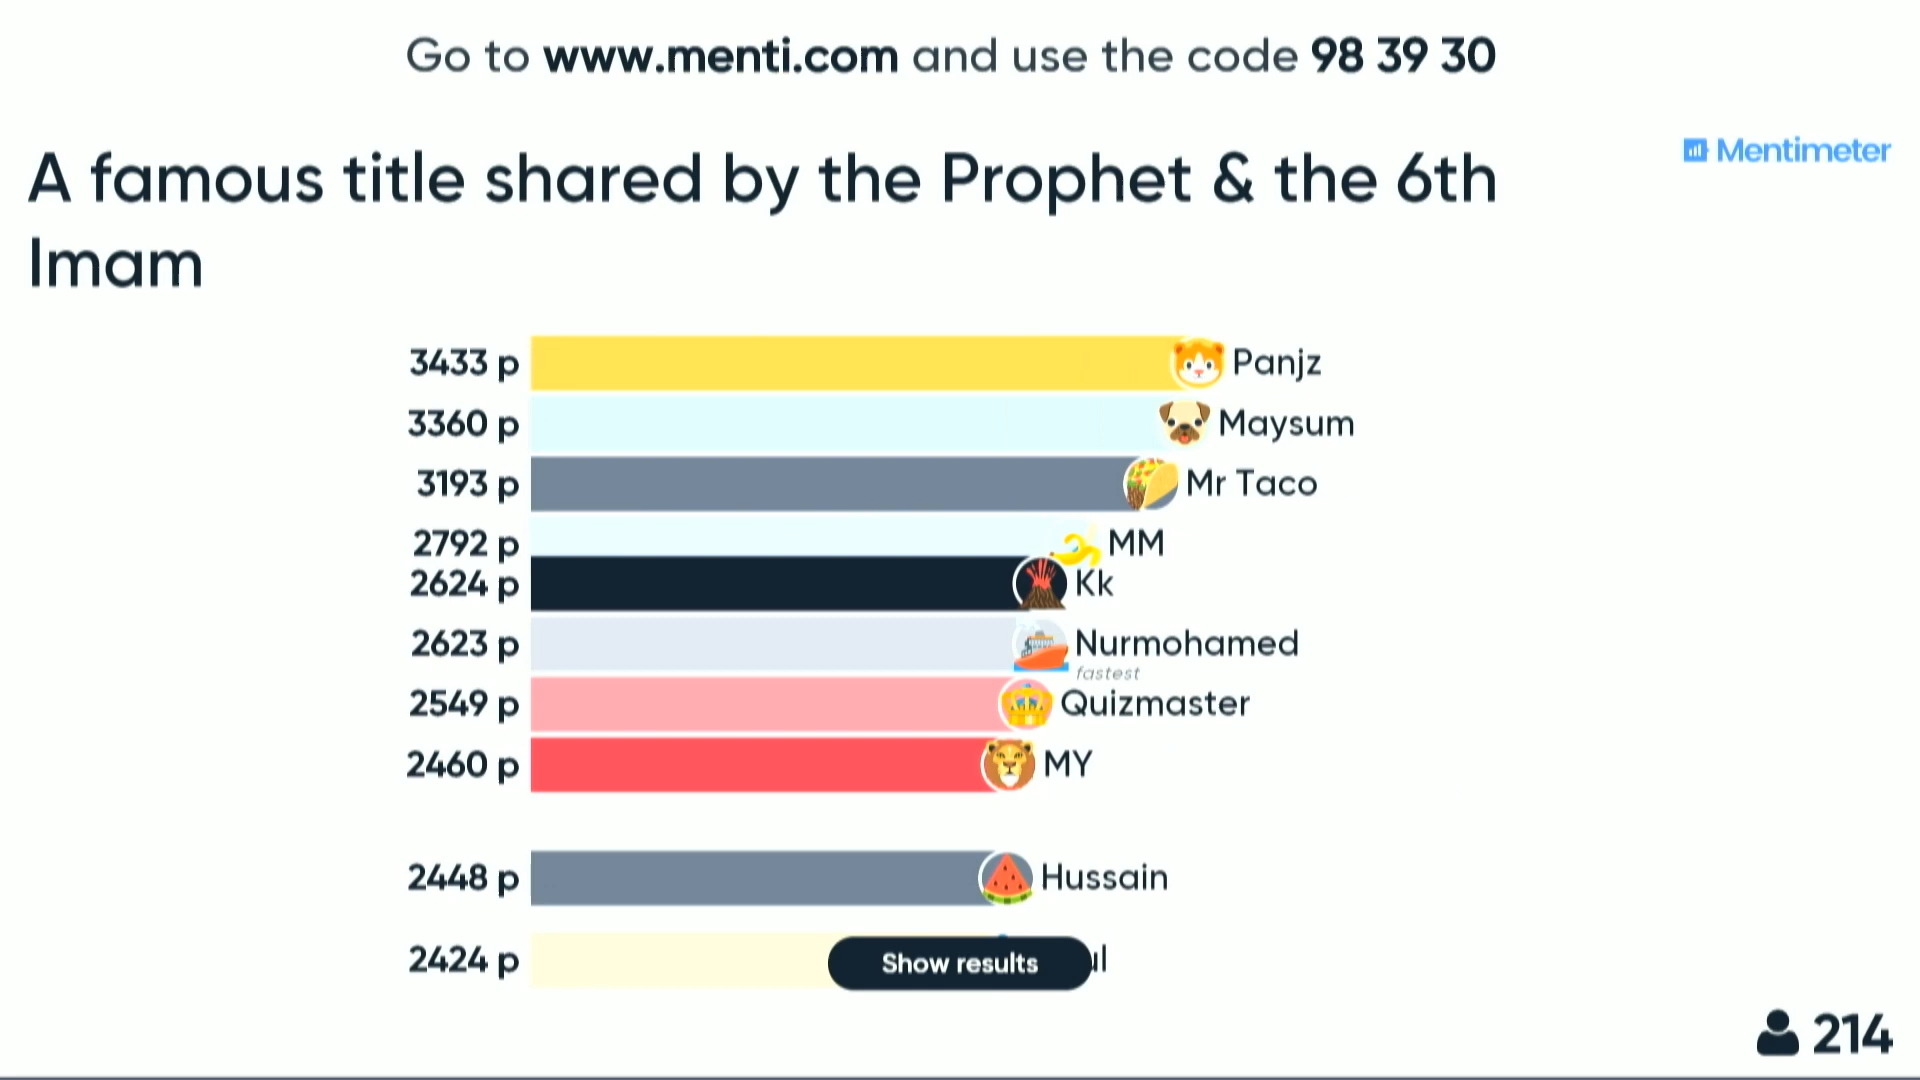 Go to www.menti.com and use the code 98 39 30
Mentimeter
A famous title shared by the Prophet & the 6th
Imam
3433 p Panjz
3360 p Maysum
3193 p Mr Taco
2792 p MM
2624 p Kk
2623 p Nurmohamed
fastest
2549 p Quizmaster
2460 p MY
2448 p Hussain
2424 p
Show results
214